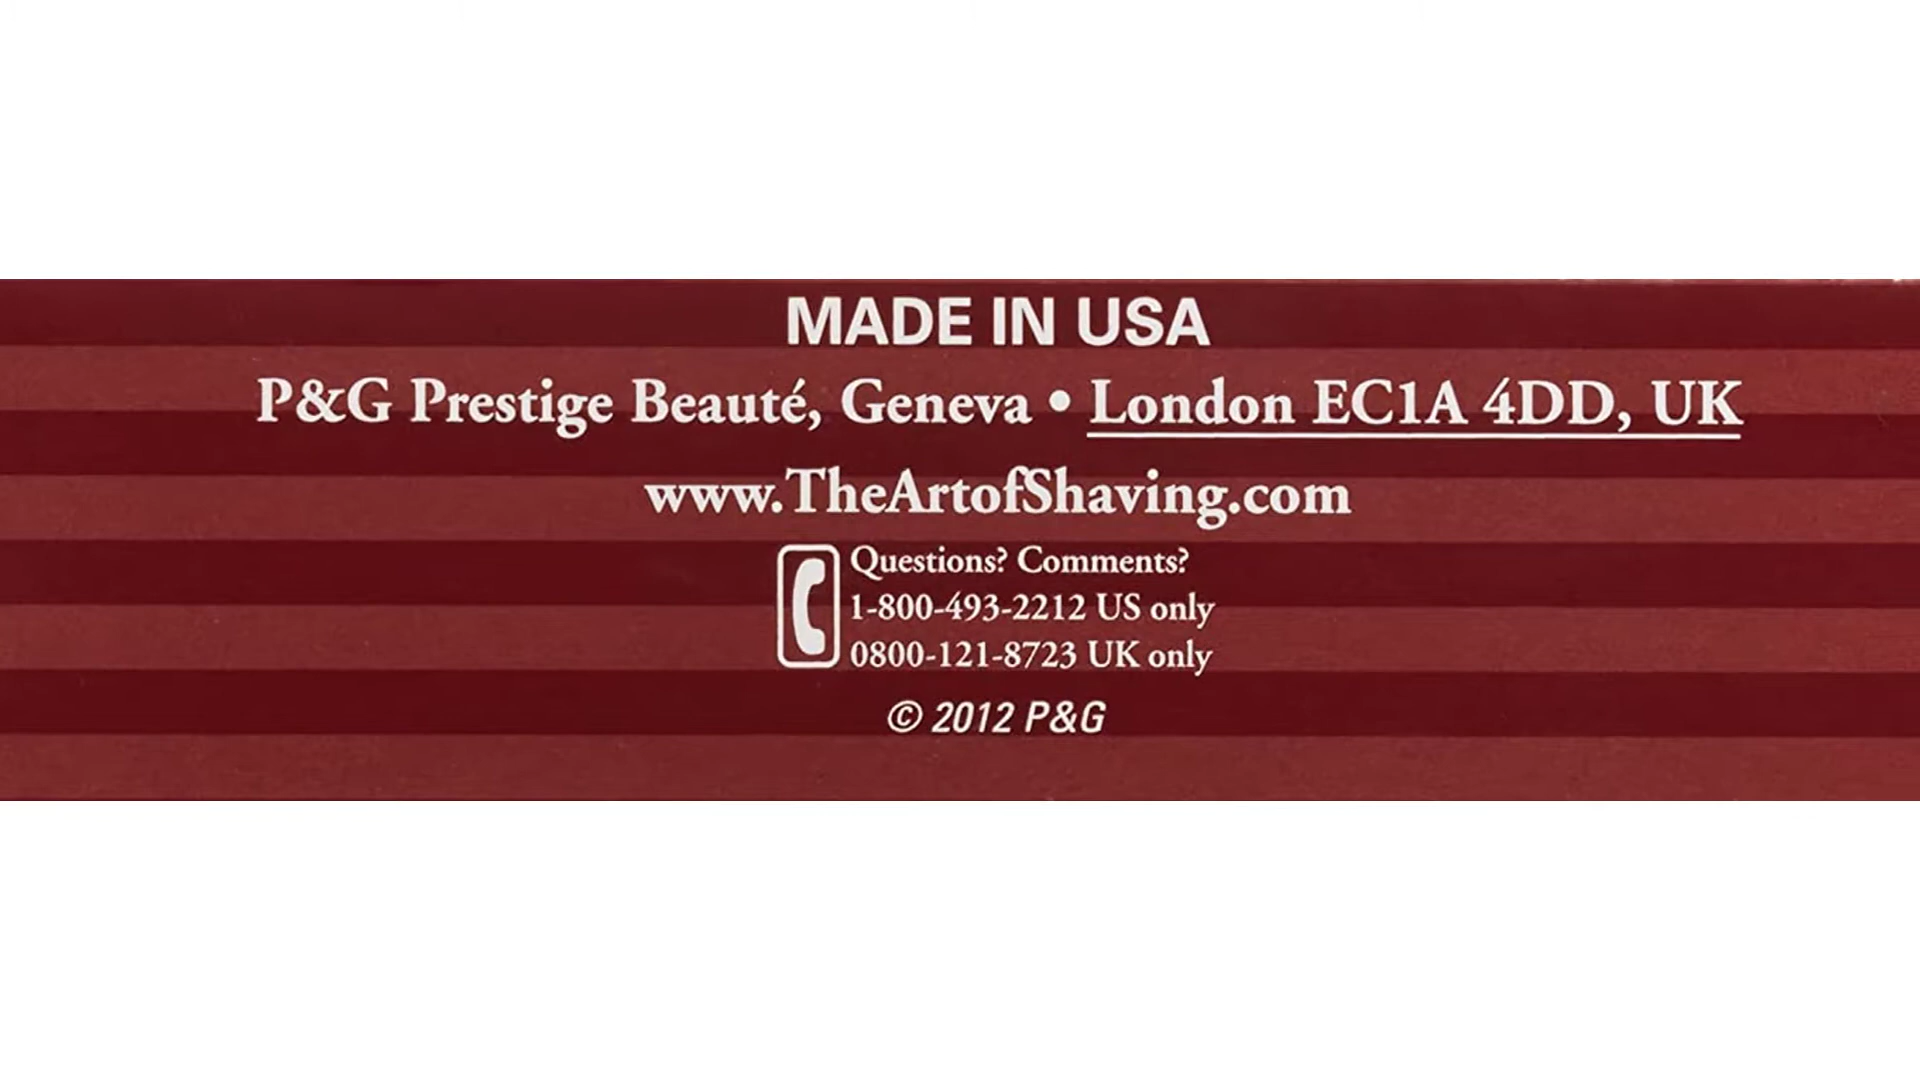 MADE IN USA
P&G Prestige Beauté, Geneva • London EC1A 4DD, UK
www.TheArtofShaving.com
Questions? Comments?
1-800-493-2212 US only
0800-121-8723 UK only
© 2012 P&G